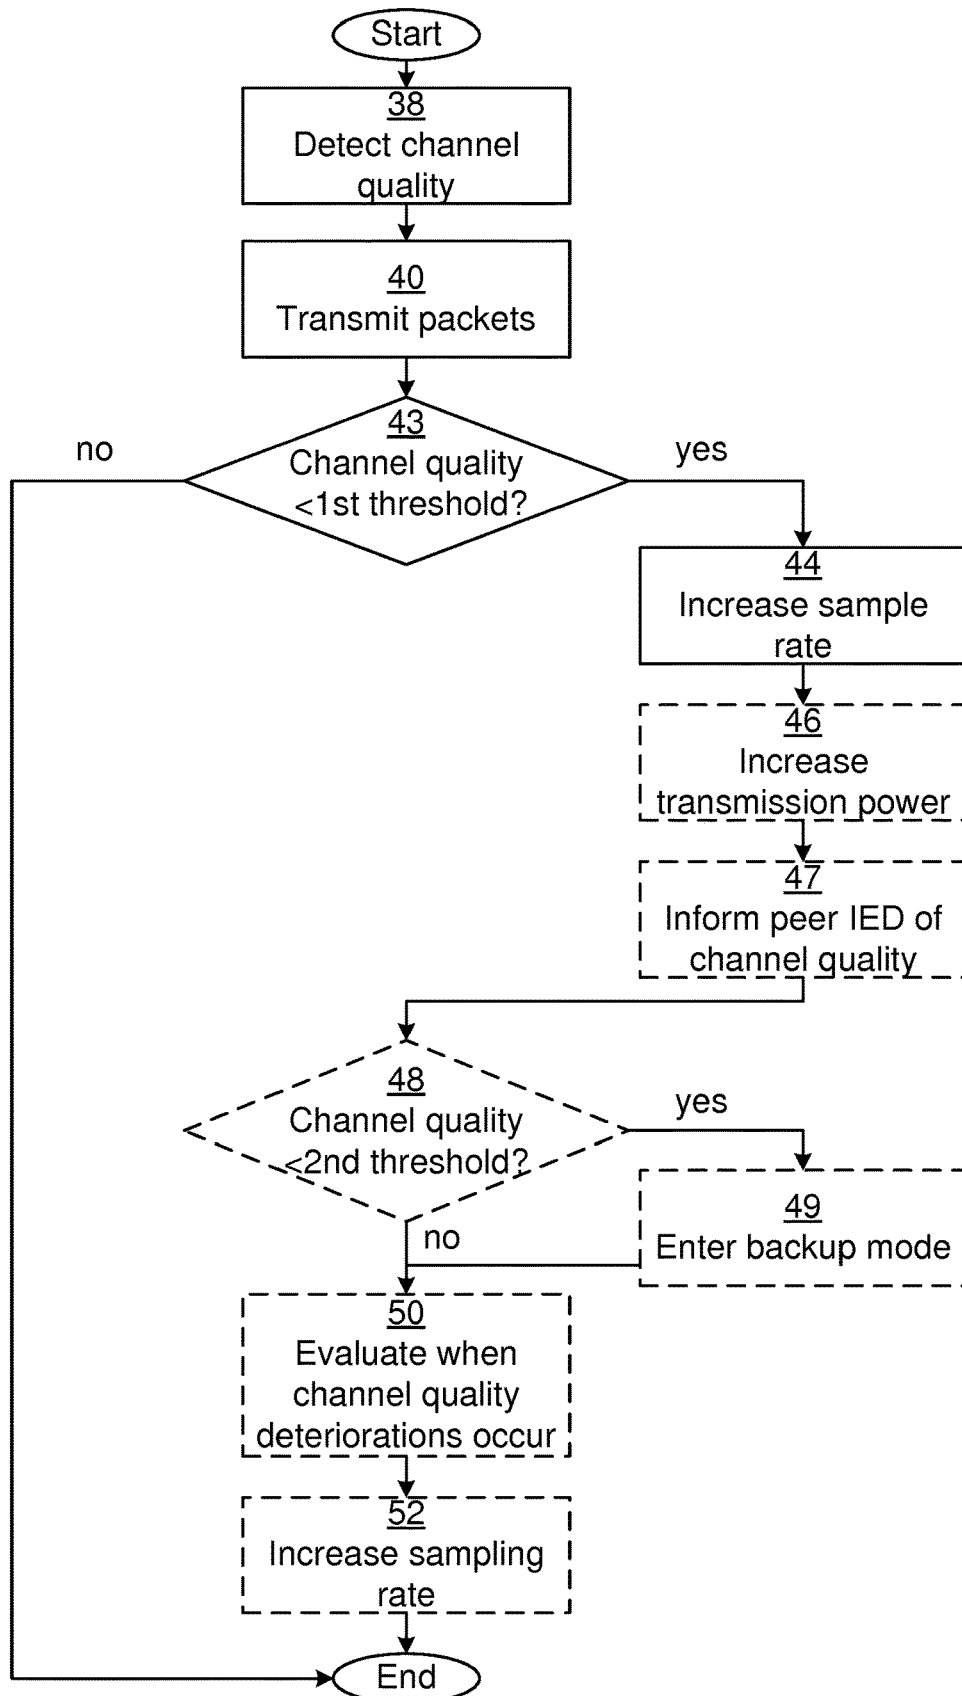 Start
38
Detect channel
quality
40
Transmit packets
43
Channel quality
<1st threshold?
no
yes
44
Increase sample
rate
46
Increase
transmission power
47
Inform peer IED of
channel quality
48
Channel quality
<2nd threshold?
yes
no
49
Enter backup mode
50
Evaluate when
channel quality
deteriorations occur
52
Increase sampling
rate
End